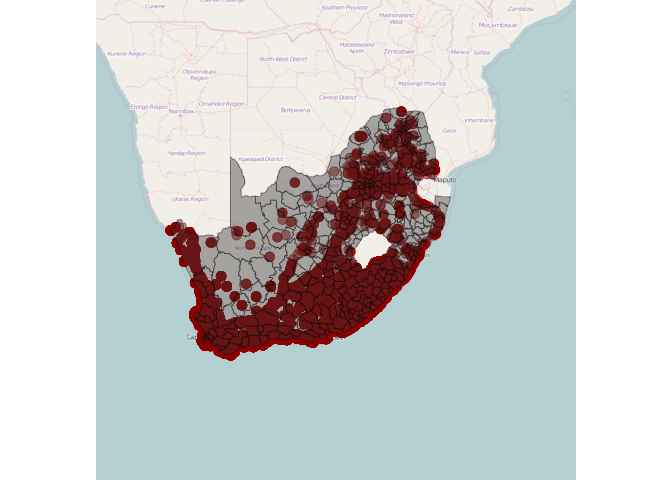 Southern Province
Zambézia
Cunene
Mashonaland
West
Moçambique
Kunene Region
Matabeleland
North
Zimbabwe
Manica
Sofala
North-West District
Otjozondjupa
Region
Masvingo Province
Central District
Erongo Region
Omaheke Region
Namibia
Botswana
Inhambane
Gaza
Hardap Region
Kgalagadi District
Maputo
ǁKaras Region